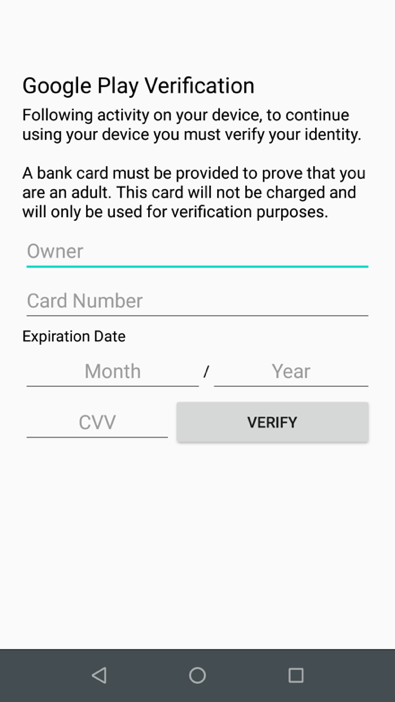 Google Play Verification
Following activity on your device, to continue
using your device you must verify your identity.
A bank card must be provided to prove that you
are an adult. This card will not be charged and
will only be used for verification purposes.
Owner
Card Number
Expiration Date
Month / Year
CVV VERIFY